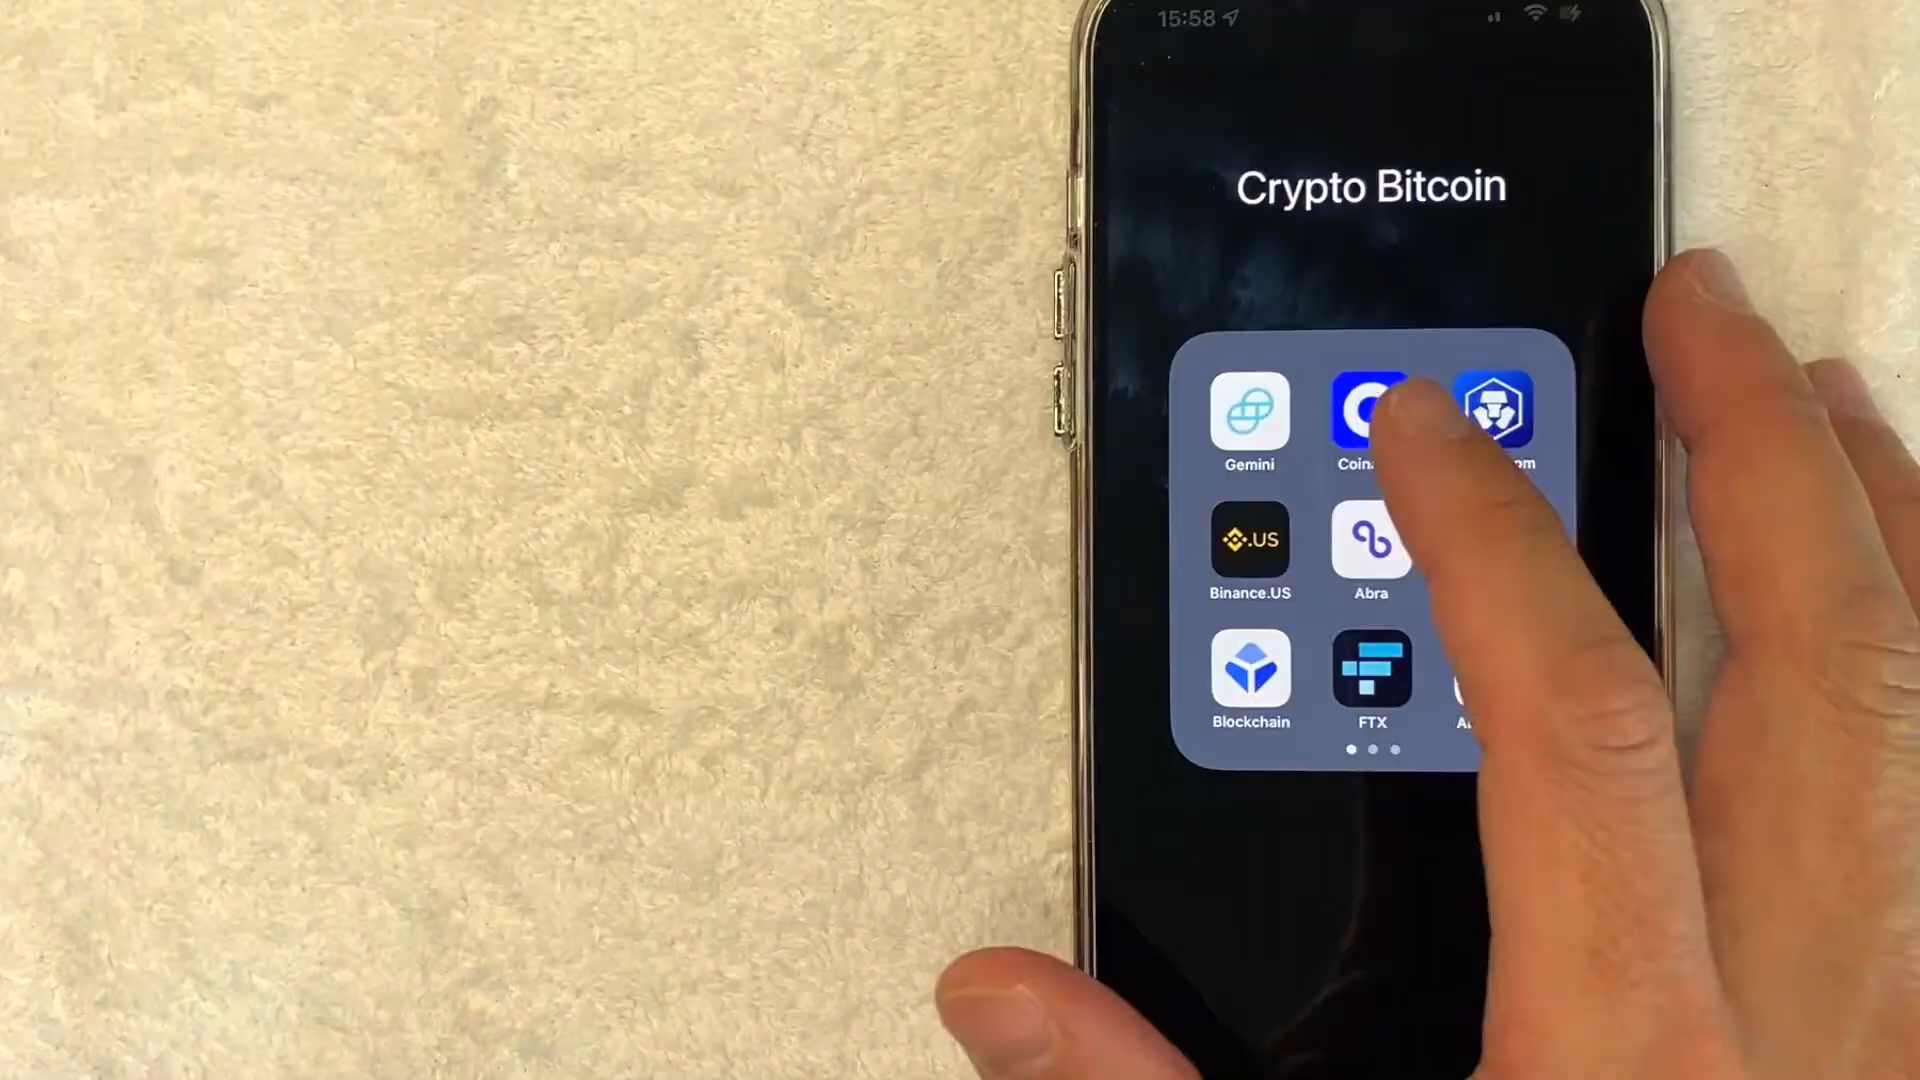 15:58
Crypto Bitcoin
Gemini
Binance.US
.US
Abra
Blockchain
FTX